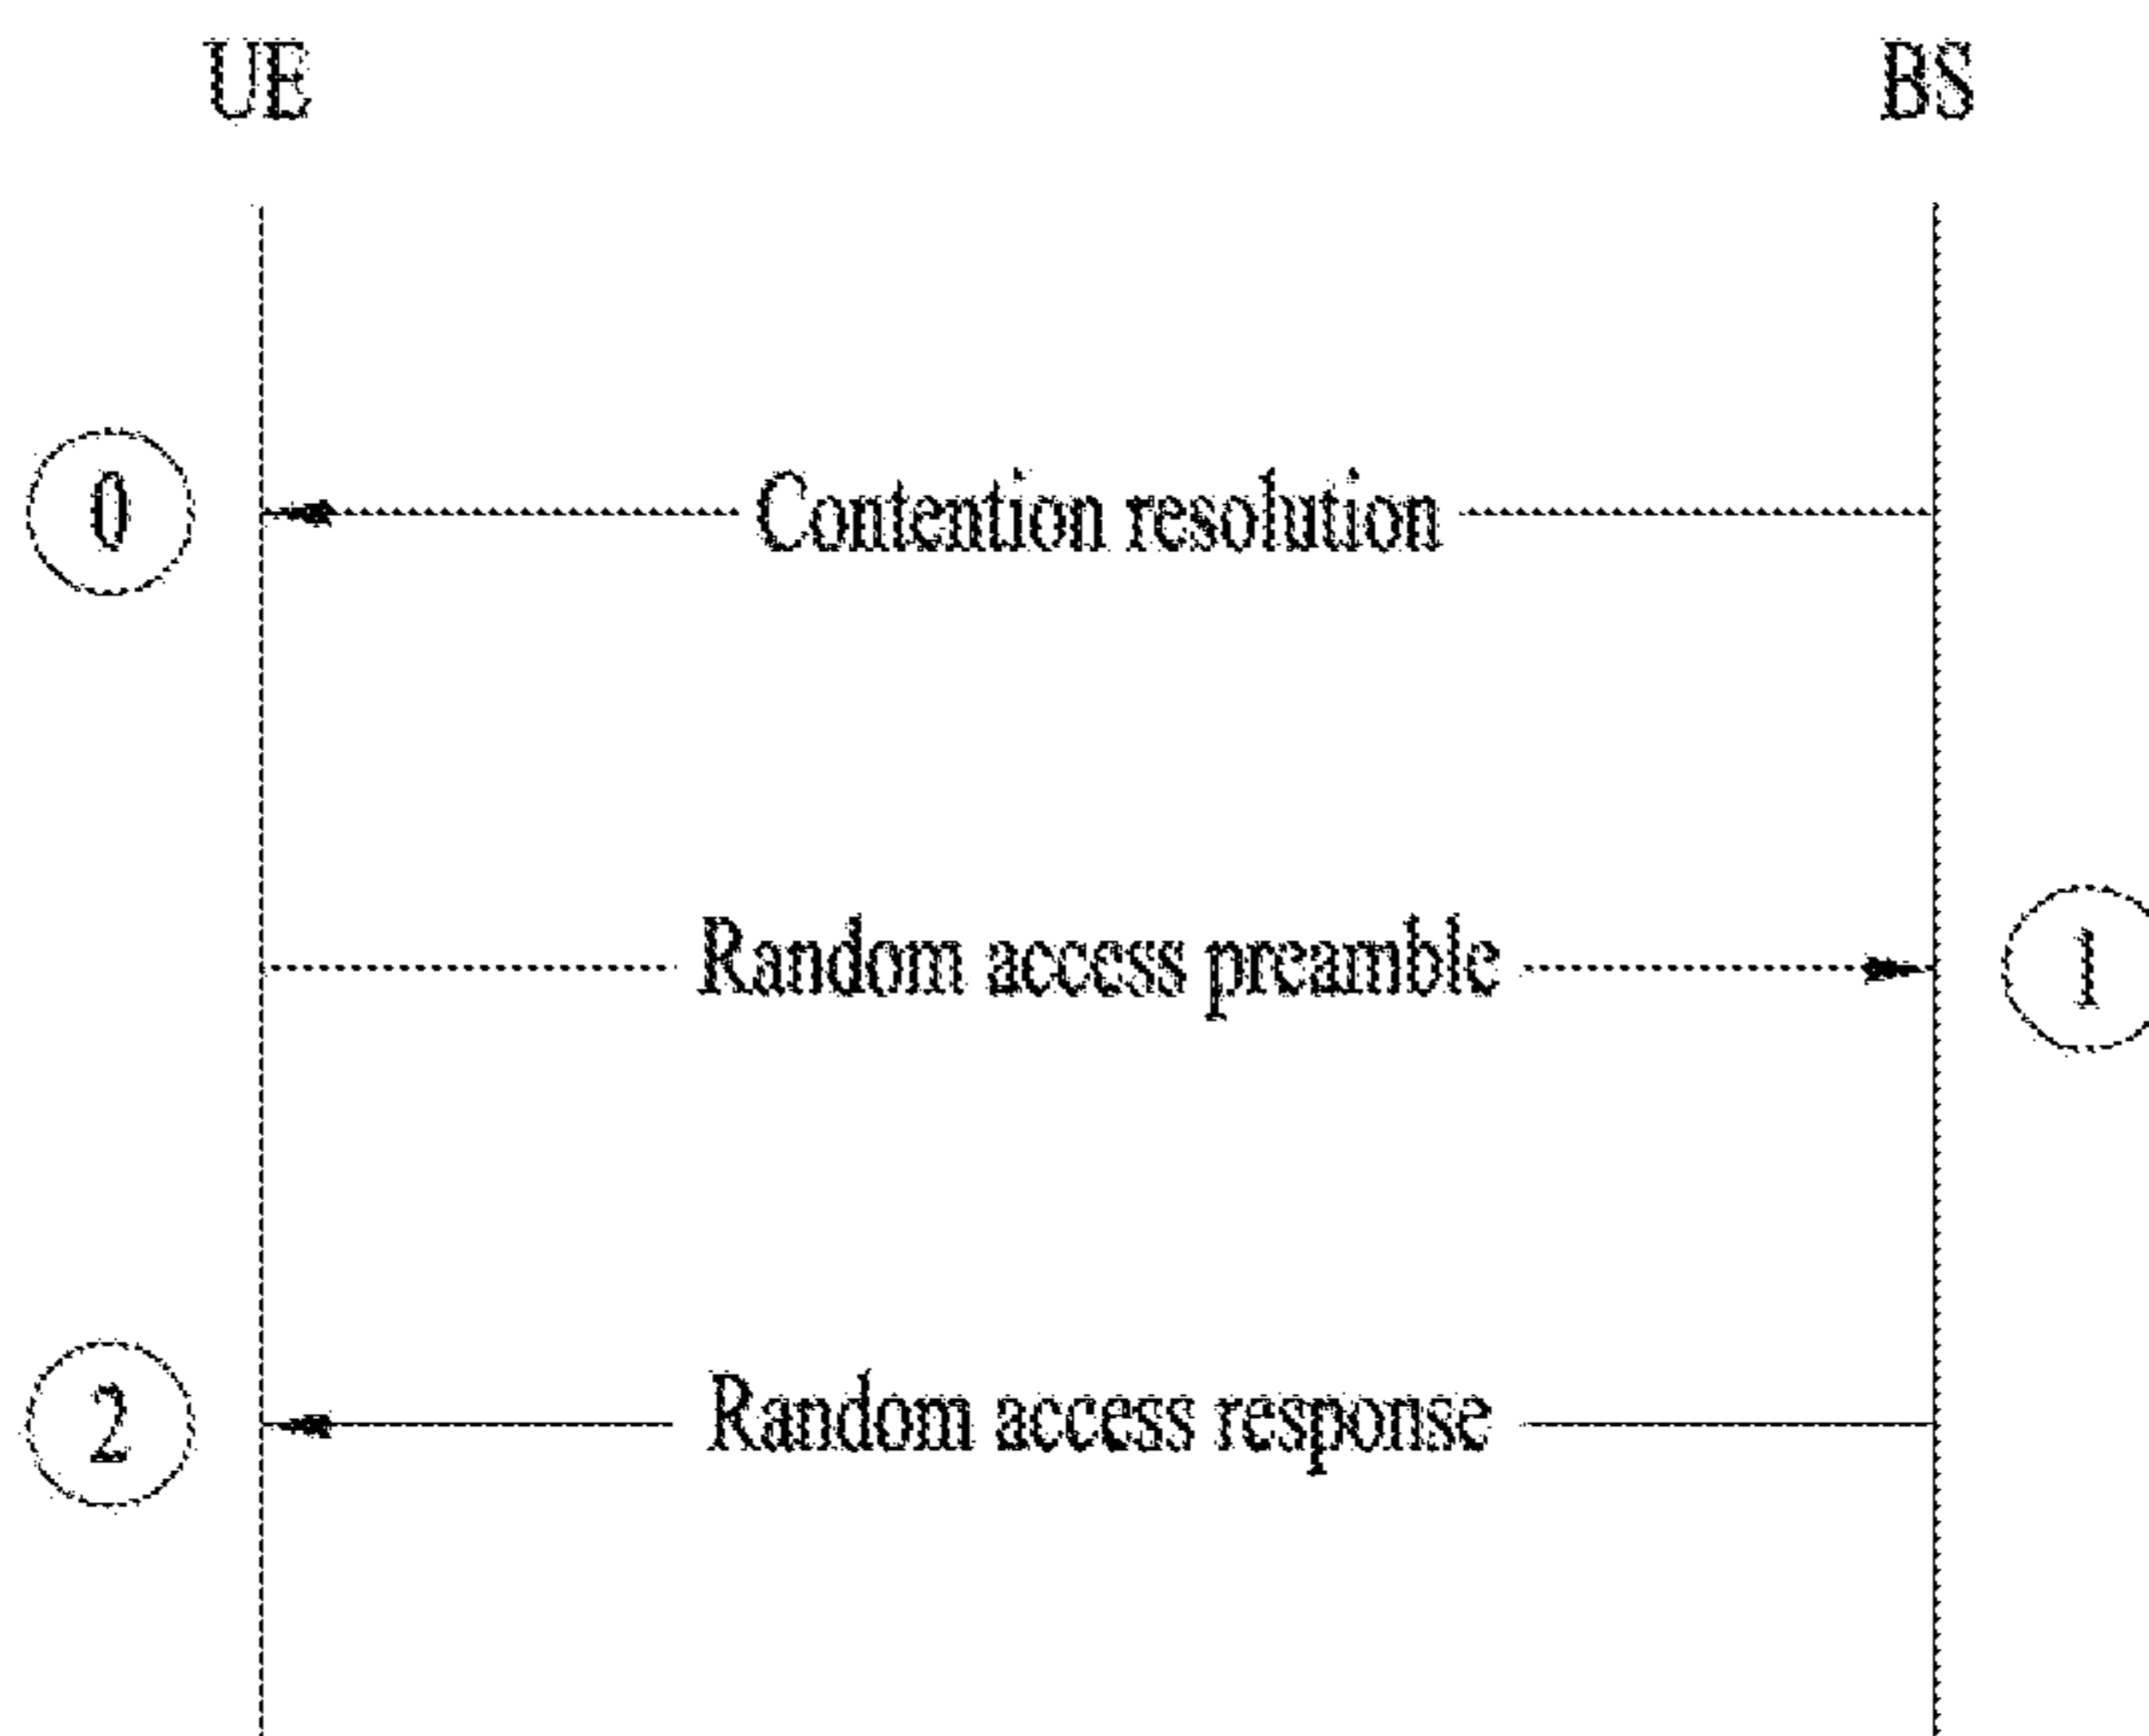 UE BS
0 Contention resolution
Random access preamble 1
2 Random access response